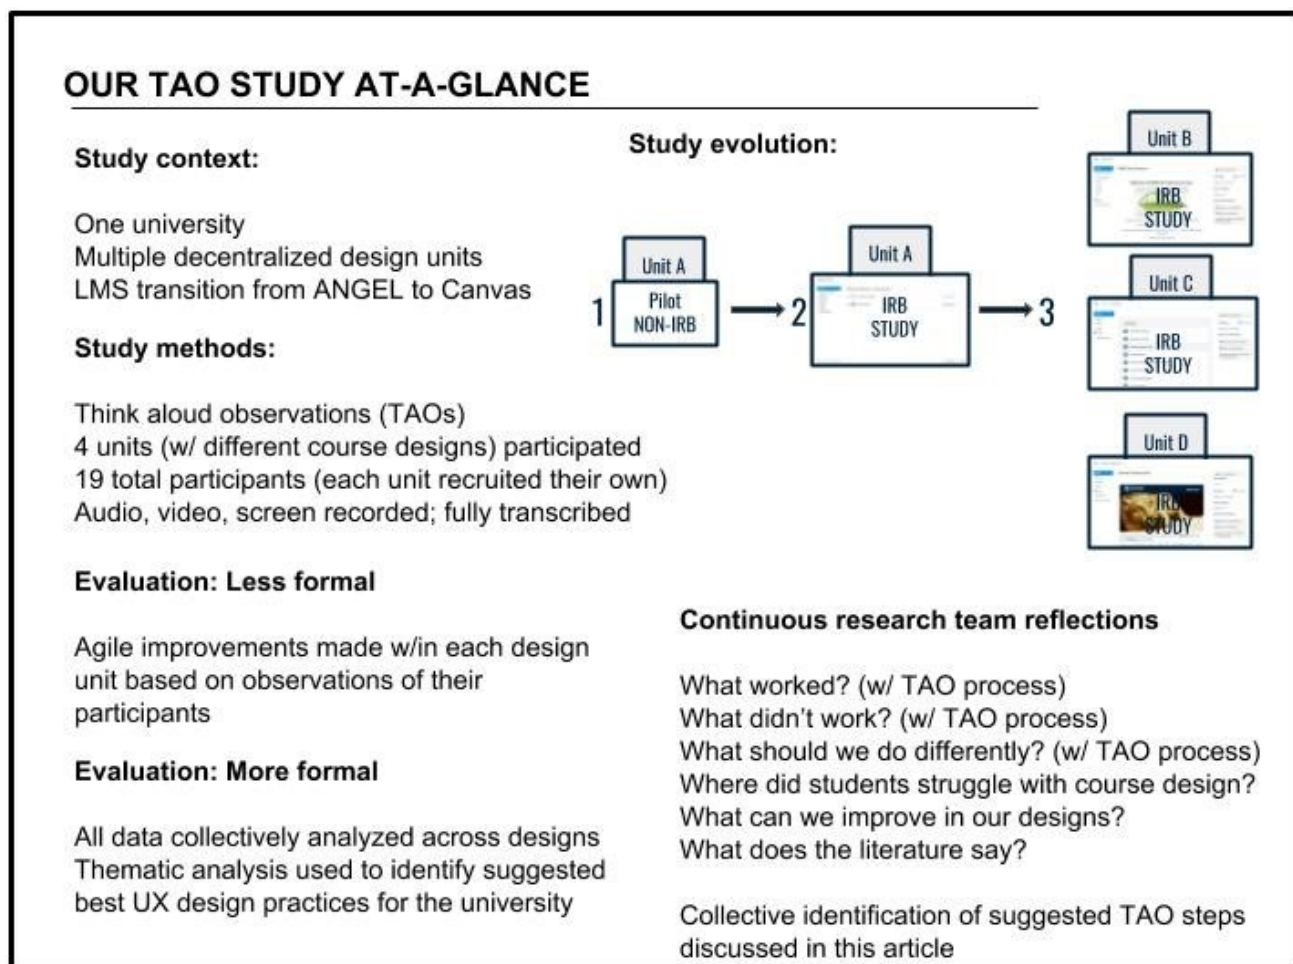 OUR TAO STUDY AT-A-GLANCE
Study context:
One university
Multiple decentralized design units
LMS transition from ANGEL to Canvas
Study methods:
Think aloud observations (TAOs)
4 units (w/ different course designs) participated
19 total participants (each unit recruited their own)
Audio, video, screen recorded; fully transcribed
Evaluation: Less formal
Agile improvements made w/in each design
unit based on observations of their
participants
Evaluation: More formal
All data collectively analyzed across designs
Thematic analysis used to identify suggested
best UX design practices for the university
Study evolution:
1
Unit A
Pilot
NON-IRB
2
Unit A
IRB
STUDY
3
Unit B
IRB
STUDY
Unit C
IRB
STUDY
Unit D
IRB
STUDY
Continuous research team reflections
What worked? (w/ TAO process)
What didn't work? (w/ TAO process)
What should we do differently? (w/ TAO process)
Where did students struggle with course design?
What can we improve in our designs?
What does the literature say?
Collective identification of suggested TAO steps
discussed in this article